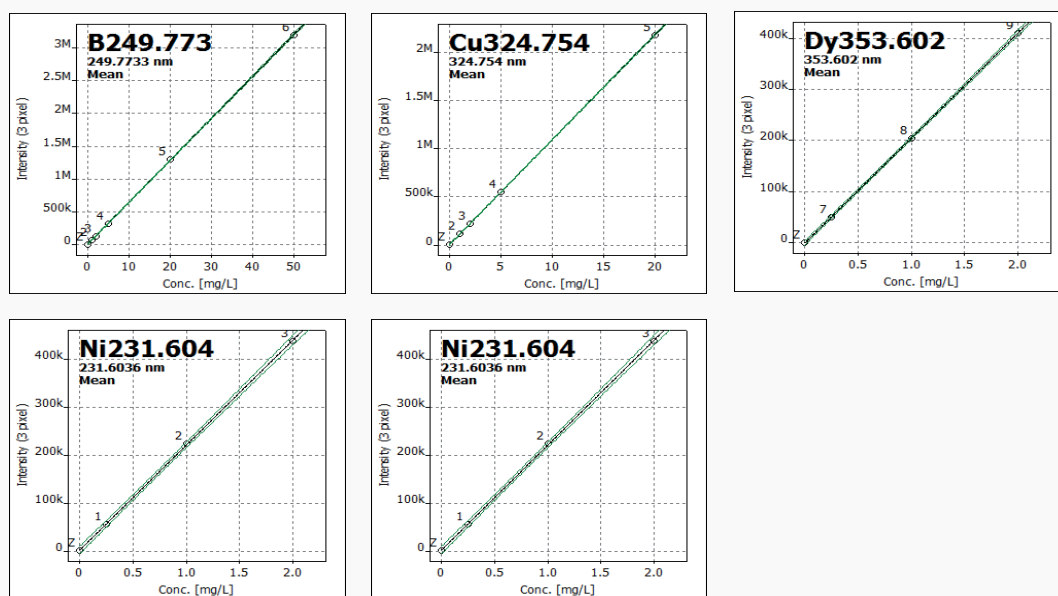 B249.773
249.7733 nm
Mean
Intensity (3 pixel)
3M
2.5M
2M
1.5M
1M
500k
0
Z
2
3
4
5
6
0 10 20 30 40 50
Conc. [mg/L]
Cu324.754
324.754 nm
Mean
Intensity (3 pixel)
2M
1.5M
1M
500k
0
Z
2
3
4
5
0 5 10 15 20
Conc. [mg/L]
Dy353.602
353.602 nm
Mean
Intensity (3 pixel)
400k
300k
200k
100k
0
Z
7
8
9
0 0.5 1.0 1.5 2.0
Conc. [mg/L]
Ni231.604
231.6036 nm
Mean
Intensity (3 pixel)
400k
300k
200k
100k
0
Z
1
2
3
0 0.5 1.0 1.5 2.0
Conc. [mg/L]
Ni231.604
231.6036 nm
Mean
Intensity (3 pixel)
400k
300k
200k
100k
0
Z
1
2
3
0 0.5 1.0 1.5 2.0
Conc. [mg/L]